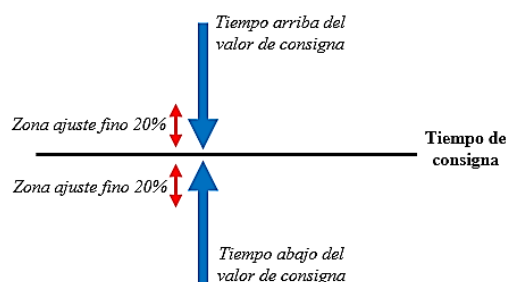 Tiempo arriba del
valor de consigna
Zona ajuste fino 20%
Tiempo de
consigna
Zona ajuste fino 20%
Tiempo abajo del
valor de consigna